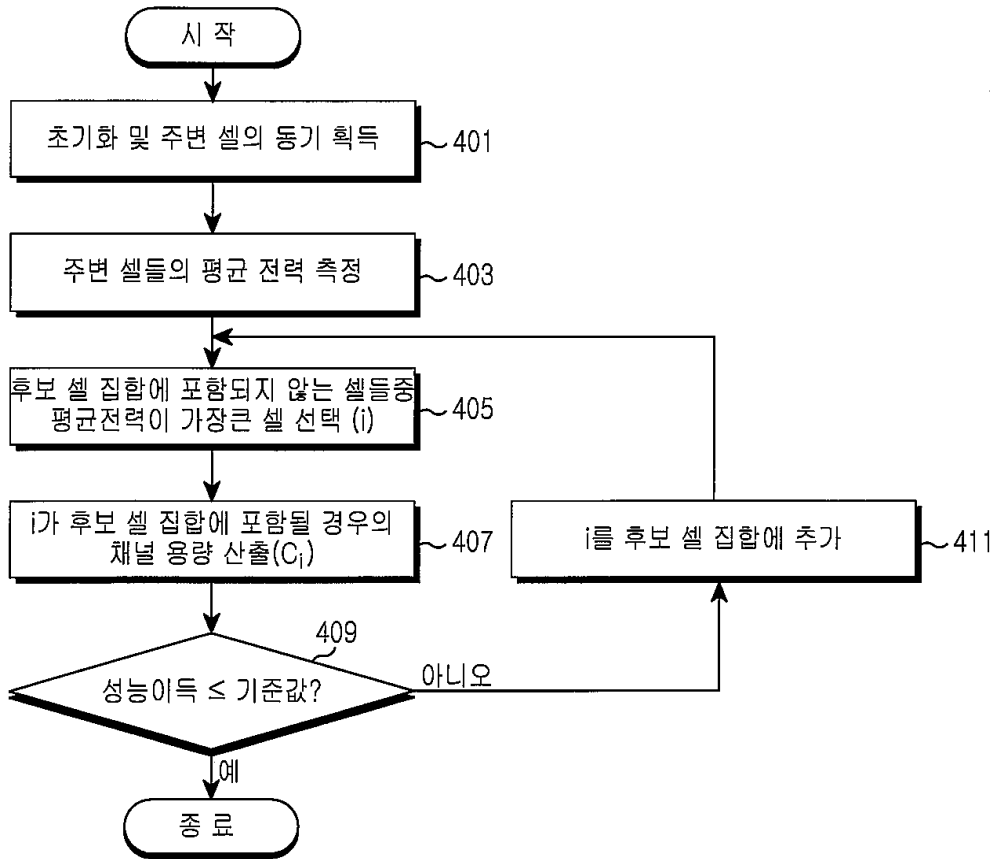 시 작
초기화 및 주변 셀의 동기 획득
401
주변 셀들의 평균 전력 측정
403
후보 셀 집합에 포함되지 않는 셀들중
평균전력이 가장큰 셀 선택 (i)
405
i가 후보 셀 집합에 포함될 경우의
채널 용량 산출(Ci)
407
i를 후보 셀 집합에 추가
411
409
성능이득 ≤ 기준값?
아니오
예
종 료